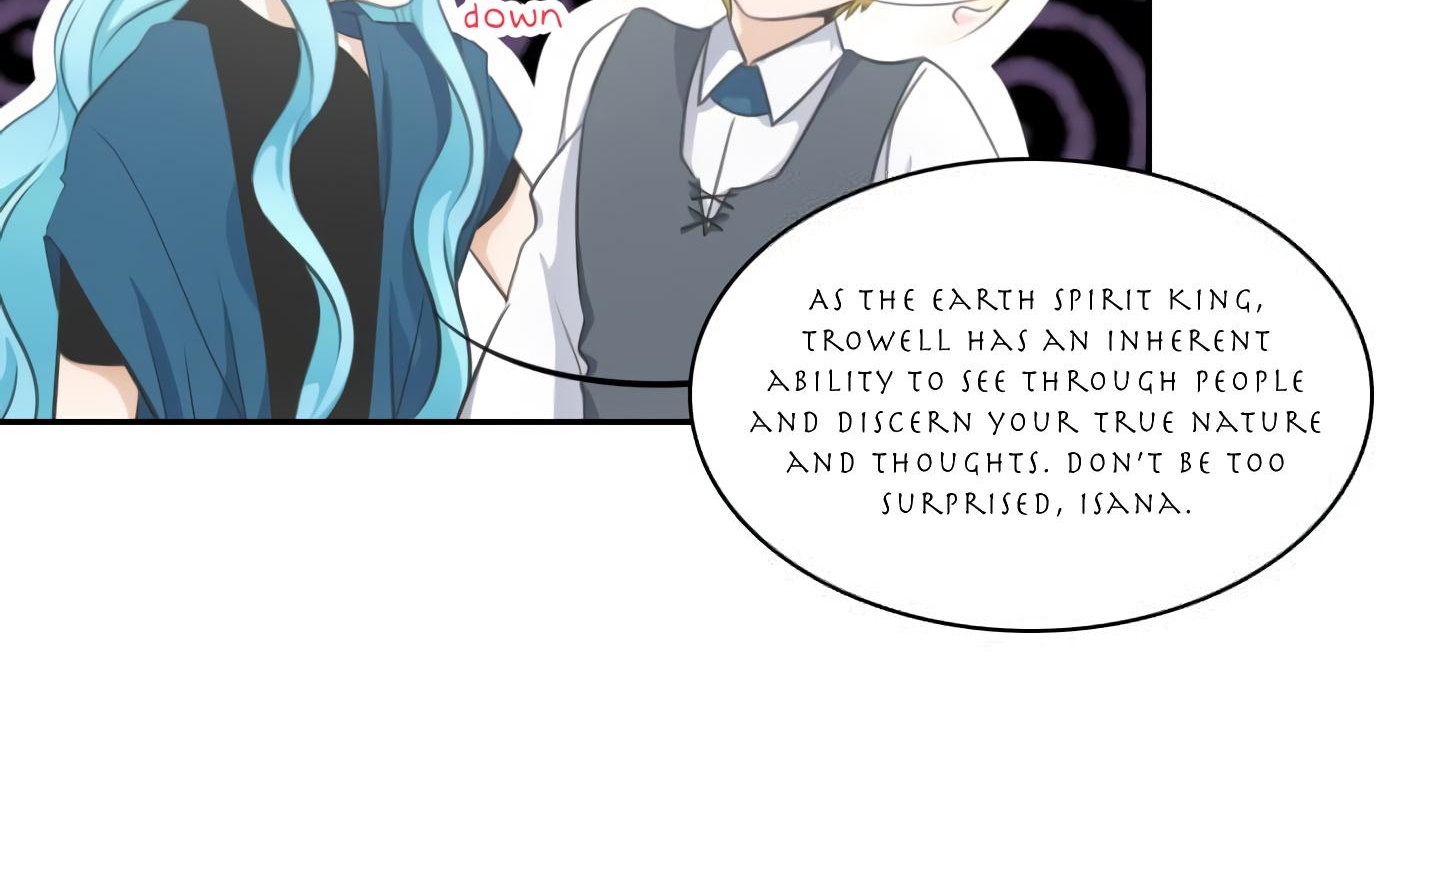 down
AS THE EARTH SPIRIT KING,
TROWELL HAS AN INHERENT
ABILITY TO SEE THROUGH PEOPLE
AND DISCERN YOUR TRUE NATURE
AND THOUGHTS. DON'T BE TOO
SURPRISED, ISANA.